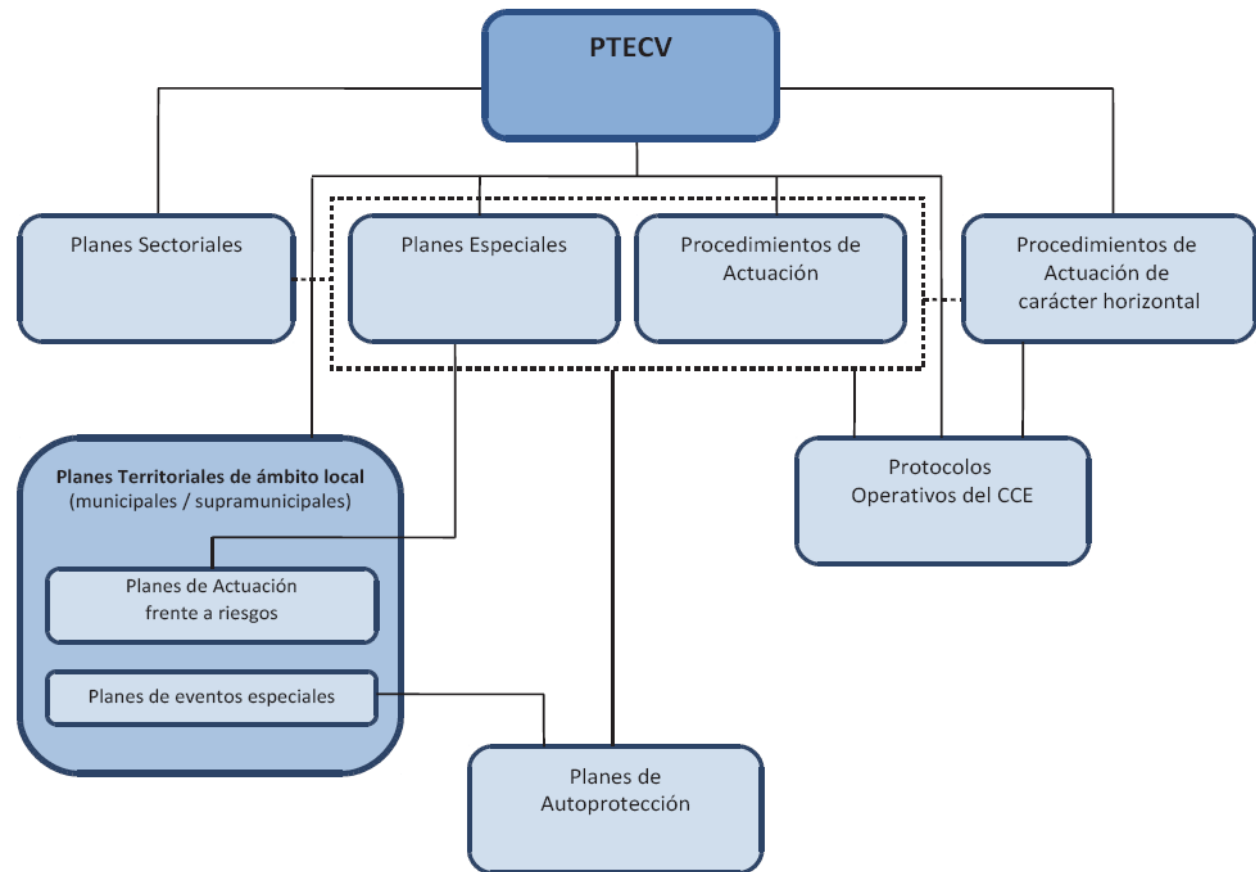 PTECV
Planes Sectoriales
Planes Especiales
Procedimientos de
Actuación
Procedimientos de
Actuación de
carácter horizontal
Planes Territoriales de ámbito local
(municipales / supramunicipales)
Planes de Actuación
frente a riesgos
Planes de eventos especiales
Protocolos
Operativos del CCE
Planes de
Autoprotección